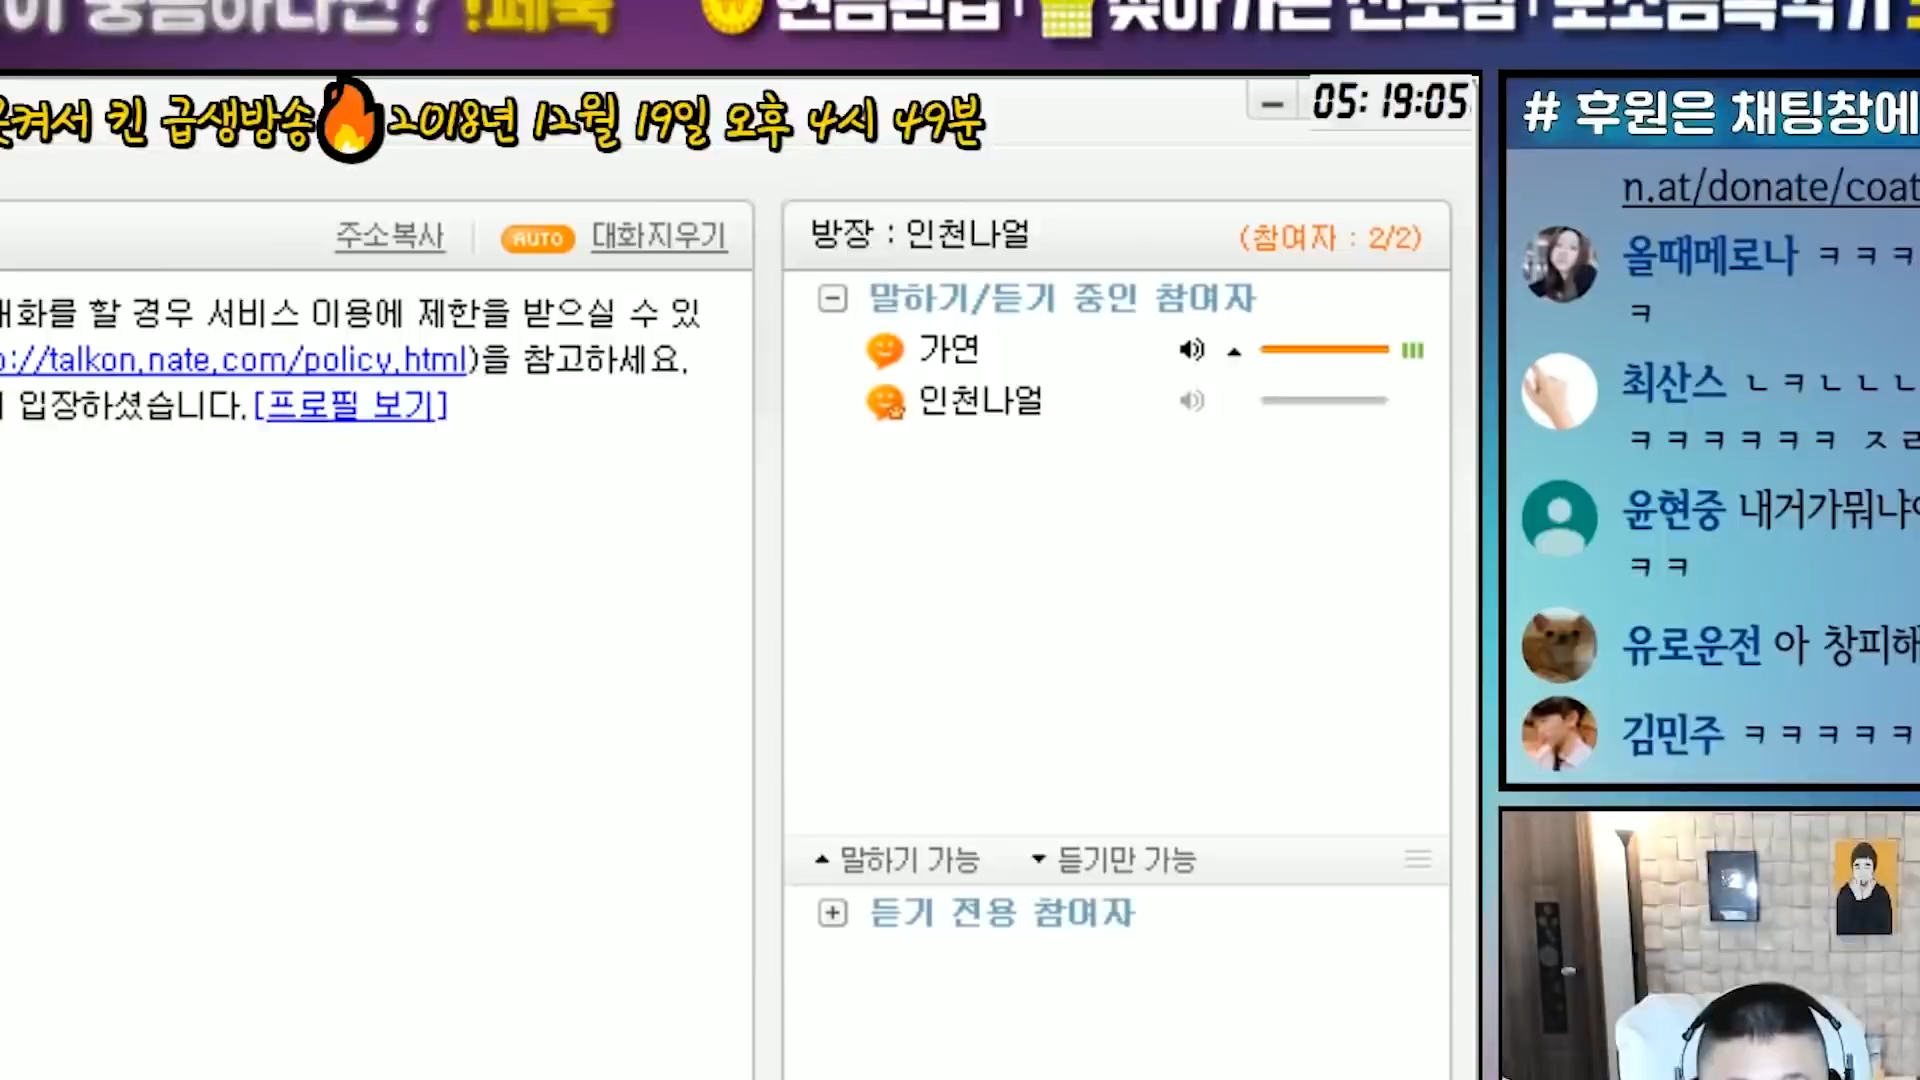 이 궁금하다면? !제휴
웃겨서 킨 급생방송 2018년 12월 19일 오후 4시 49분
05:19:05
주소복사
AUTO
대화지우기
대화를 할 경우 서비스 이용에 제한을 받으실 수 있
p://talkon.nate.com/policy.html)을 참고하세요.
입장하셨습니다.[프로필 보기]
방장 : 인천나얼
(참여자 : 2/2)
말하기/듣기 중인 참여자
가연
인천나얼
말하기 가능
듣기만 가능
듣기 전용 참여자
# 후원은 채팅창에
n.at/donate/coat
올때메로나 ㅋㅋㅋ
ㅋ
최산스 ㄴㅋㄴㄴㄴ
ㅋㅋㅋㅋㅋㅋ ㅈㄹ
윤현중 내거가뭐냐
ㅋㅋ
유로운전 아 창피해
김민주 ㅋㅋㅋㅋㅋ